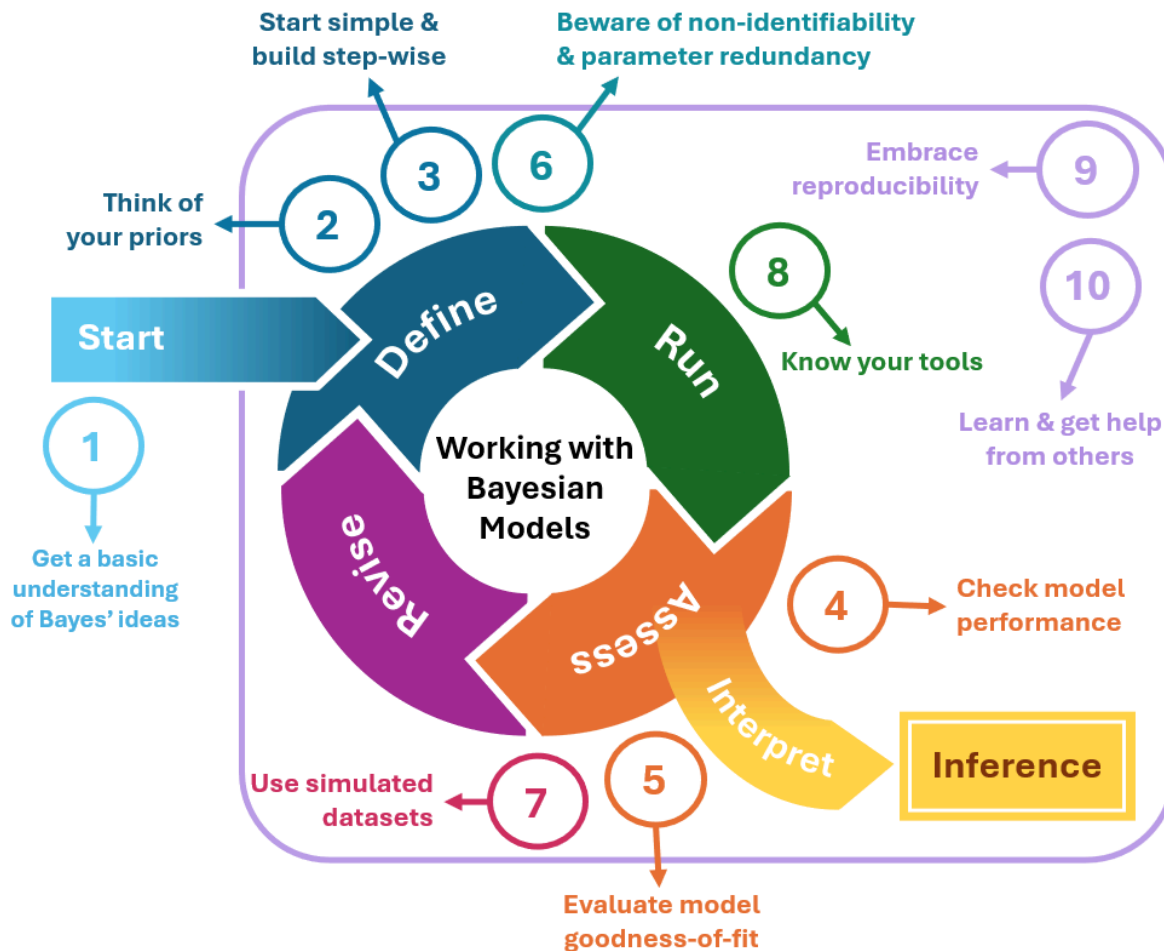 Start simple &
build step-wise
3
Beware of non-identifiability
& parameter redundancy
6
Embrace
reproducibility
9
Think of
your priors
2
8
Know your tools
10
Learn & get help
from others
Start
Define
Run
1
Get a basic
understanding
of Bayes' ideas
Working with
Bayesian
Models
Revise
Assess
4
Check model
performance
Interpret
Inference
Use simulated
datasets
7
5
Evaluate model
goodness-of-fit